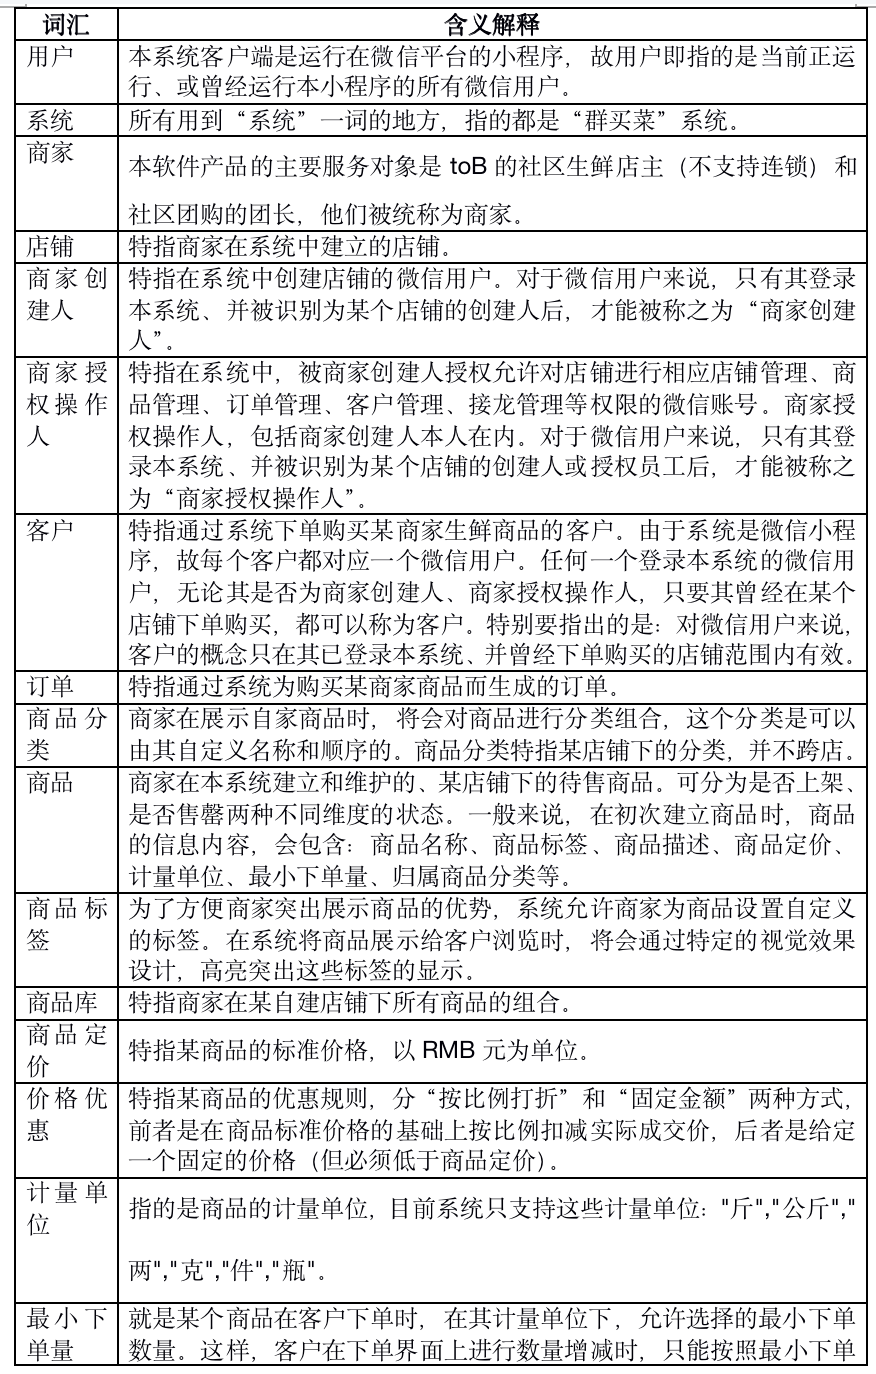 词汇 含义解释
用户 本系统客户端是运行在微信平台的小程序，故用户即指的是当前正运
行、或曾经运行本小程序的所有微信用户。
系统 所有用到“系统”一词的地方，指的都是“群买菜”系统。
商家 本软件产品的主要服务对象是 toB 的社区生鲜店主（不支持连锁）和
社区团购的团长，他们被统称为商家。
店铺 特指商家在系统中建立的店铺。
商家创 特指在系统中创建店铺的微信用户。对于微信用户来说，只有其登录
建人 本系统、并被识别为某个店铺的创建人后，才能被称之为“商家创建
人”。
商家授 特指在系统中，被商家创建人授权允许对店铺进行相应店铺管理、商
权操作 品管理、订单管理、客户管理、接龙管理等权限的微信账号。商家授
人 权操作人，包括商家创建人本人在内。对于微信用户来说，只有其登
录本系统、并被识别为某个店铺的创建人或授权员工后，才能被称之
为“商家授权操作人”。
客户 特指通过系统下单购买某商家生鲜商品的客户。由于系统是微信小程
序，故每个客户都对应一个微信用户。任何一个登录本系统的微信用
户，无论其是否为商家创建人、商家授权操作人，只要其曾经在某个
店铺下单购买，都可以称为客户。特别要指出的是：对微信用户来说，
客户的概念只在其已登录本系统、并曾经下单购买的店铺范围内有效。
订单 特指通过系统为购买某商家商品而生成的订单。
商品分 商家在展示自家商品时，将会对商品进行分类组合，这个分类是可以
类 由其自定义名称和顺序的。商品分类特指某店铺下的分类，并不跨店。
商品 商家在本系统建立和维护的、某店铺下的待售商品。可分为是否上架、
是否售罄两种不同维度的状态。一般来说，在初次建立商品时，商品
的信息内容，会包含：商品名称、商品标签、商品描述、商品定价、
计量单位、最小下单量、归属商品分类等。
商品标 为了方便商家突出展示商品的优势，系统允许商家为商品设置自定义
签 的标签。在系统将商品展示给客户浏览时，将会通过特定的视觉效果
设计，高亮突出这些标签的显示。
商品库 特指商家在某自建店铺下所有商品的组合。
商品定
价 特指某商品的标准价格，以 RMB 元为单位。
价格优 特指某商品的优惠规则，分“按比例打折”和“固定金额”两种方式，
惠 前者是在商品标准价格的基础上按比例扣减实际成交价，后者是给定
一个固定的价格（但必须低于商品定价）。
计量单
位 指的是商品的计量单位，目前系统只支持这些计量单位："斤","公斤","
两","克","件","瓶"。
最小下 就是某个商品在客户下单时，在其计量单位下，允许选择的最小下单
单量 数量。这样，客户在下单界面上进行数量增减时，只能按照最小下单